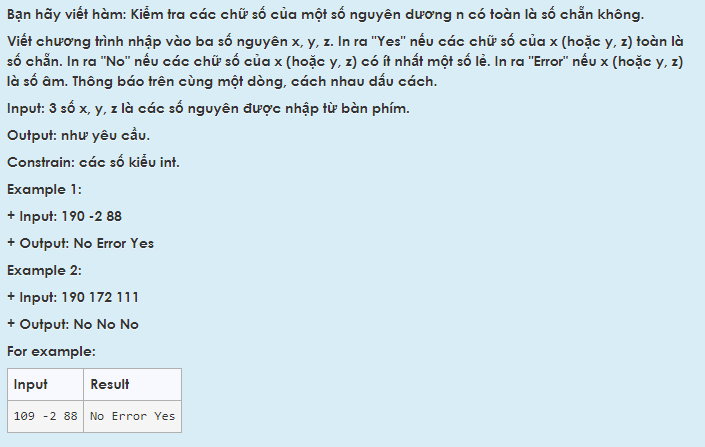 Bạn hãy viết hàm: Kiểm tra các chữ số của một số nguyên dương n có toàn là số chẵn không.
Viết chương trình nhập vào ba số nguyên x, y, z. In ra "Yes" nếu các chữ số của x (hoặc y, z) toàn là
số chẵn. In ra "No" nếu các chữ số của x (hoặc y, z) có ít nhất một số lẻ. In ra "Error" nếu x (hoặc y, z)
là số âm. Thông báo trên cùng một dòng, cách nhau dấu cách.
Input: 3 số x, y, z là các số nguyên được nhập từ bàn phím.
Output: như yêu cầu.
Constrain: các số kiểu int.
Example 1:
+ Input: 190 -2 88
+ Output: No Error Yes
Example 2:
+ Input: 190 172 111
+ Output: No No No
For example:
Input Result
109 -2 88 No Error Yes